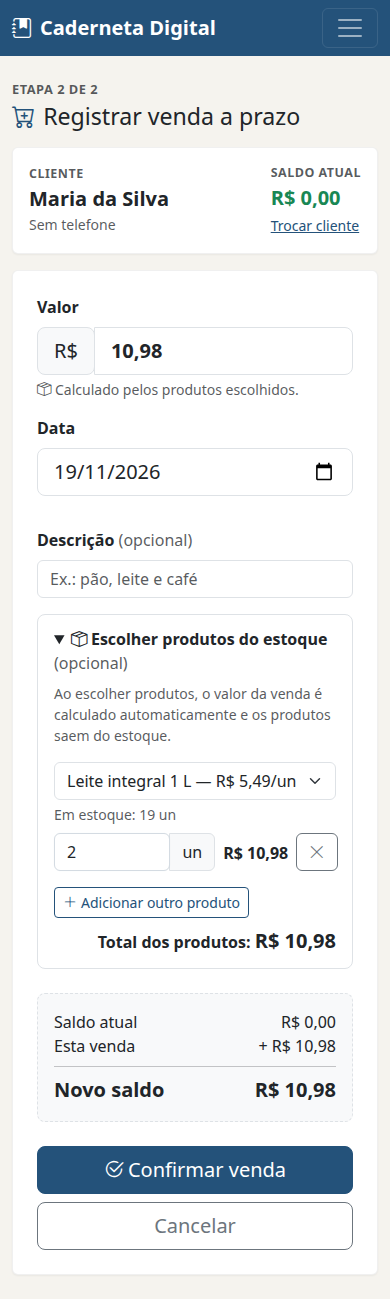 Caderneta Digital
ETAPA 2 DE 2
Registrar venda a prazo
CLIENTE
Maria da Silva
Sem telefone
SALDO ATUAL
R$ 0,00
Trocar cliente
Valor
R$ 10,98
Calculado pelos produtos escolhidos.
Data
19/11/2026
Descrição (opcional)
Ex.: pão, leite e café
Escolher produtos do estoque
(opcional)
Ao escolher produtos, o valor da venda é
calculado automaticamente e os produtos
saem do estoque.
Leite integral 1 L — R$ 5,49/un
Em estoque: 19 un
2 un R$ 10,98
+ Adicionar outro produto
Total dos produtos: R$ 10,98
Saldo atual R$ 0,00
Esta venda + R$ 10,98
Novo saldo R$ 10,98
Confirmar venda
Cancelar